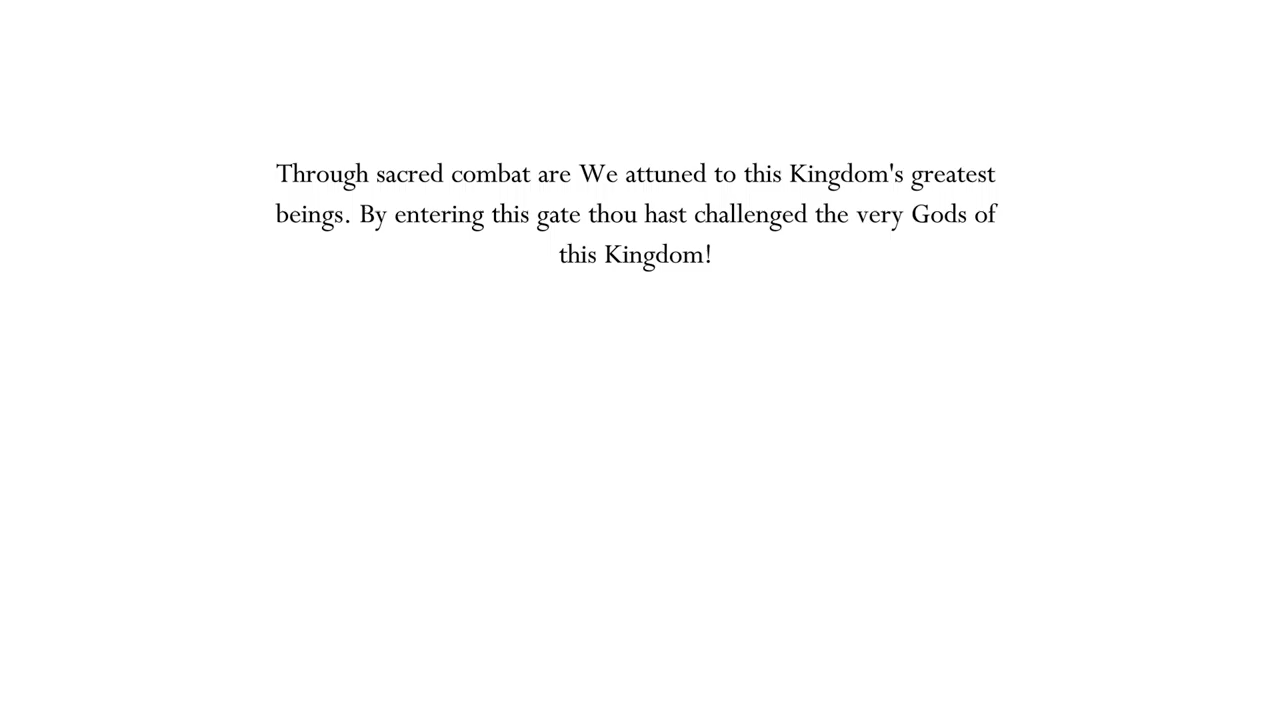 Through sacred combat are We attuned to this Kingdom's greatest
beings. By entering this gate thou hast challenged the very Gods of
this Kingdom!